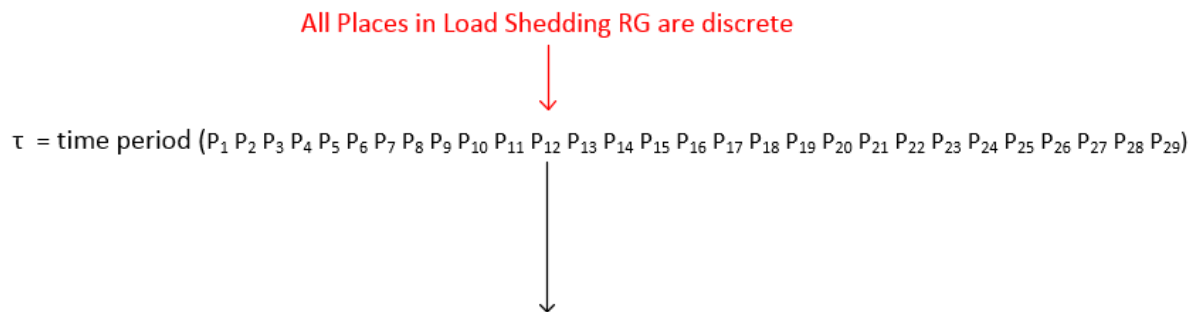 All Places in Load Shedding RG are discrete
τ = time period (P₁ P₂ P₃ P₄ P₅ P₆ P₇ P₈ P₉ P₁₀ P₁₁ P₁₂ P₁₃ P₁₄ P₁₅ P₁₆ P₁₇ P₁₈ P₁₉ P₂₀ P₂₁ P₂₂ P₂₃ P₂₄ P₂₅ P₂₆ P₂₇ P₂₈ P₂₉)